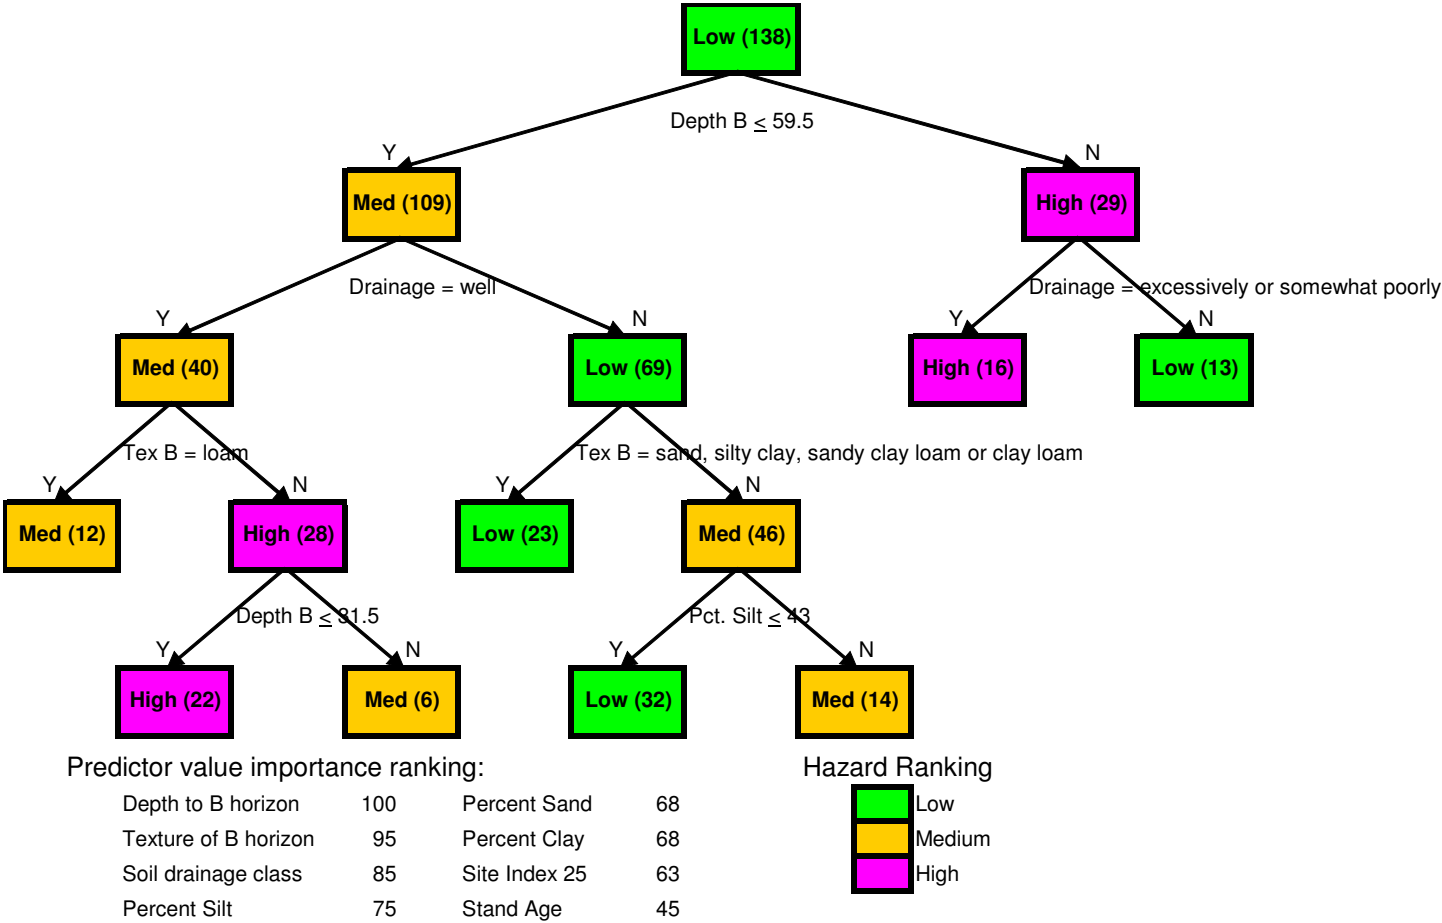 Low (138)
Depth B ≤ 59.5
Y N
Med (109) High (29)
Drainage = well Drainage = excessively or somewhat poorly
Y N Y N
Med (40) Low (69) High (16) Low (13)
Tex B = loam Tex B = sand, silty clay, sandy clay loam or clay loam
Y N Y N
Med (12) High (28) Low (23) Med (46)
Depth B ≤ 31.5 Pct. Silt ≤ 43
Y N Y N
High (22) Med (6) Low (32) Med (14)
Predictor value importance ranking: Hazard Ranking
Depth to B horizon 100 Percent Sand 68 Low
Texture of B horizon 95 Percent Clay 68 Medium
Soil drainage class 85 Site Index 25 63 High
Percent Silt 75 Stand Age 45